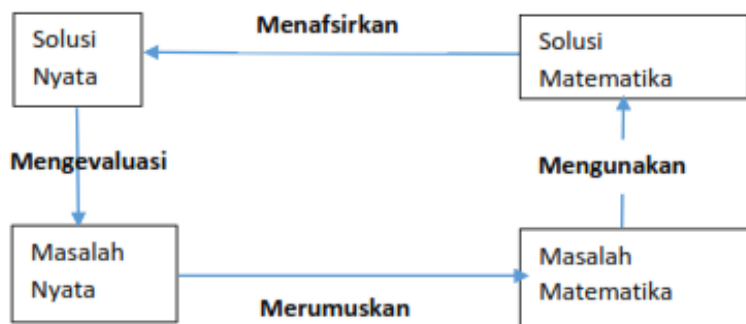 Menafsirkan
Solusi
Nyata
Solusi
Matematika
Mengevaluasi
Mengunakan
Masalah
Nyata
Masalah
Matematika
Merumuskan